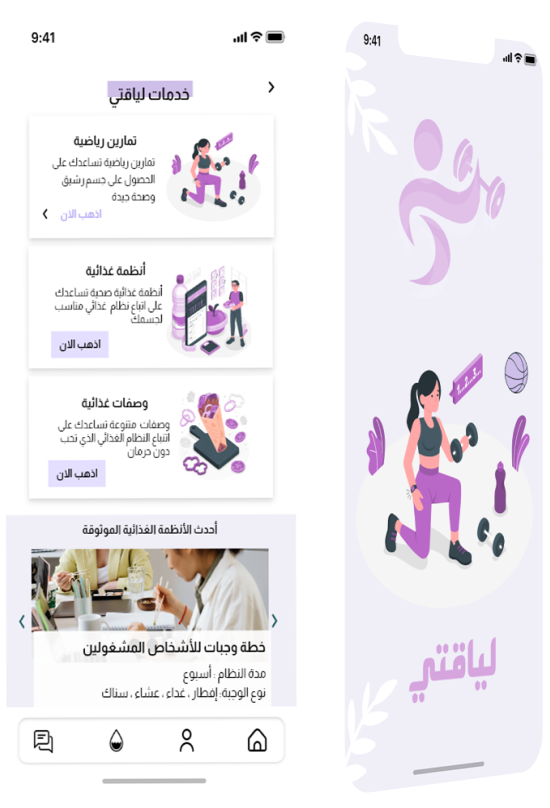 9:41
خدمات لياقتي
تمارين رياضية
تمارين رياضية تساعدك على
الحصول على جسم رشيق
وصحة جيدة
اذهب الان
أنظمة غذائية
أنظمة غذائية صحية تساعدك
على اتباع نظام غذائي مناسب
لجسمك
اذهب الان
وصفات غذائية
وصفات متنوعة تساعدك على
اتباع النظام الغذائي الذي تحب
دون حرمان
اذهب الان
أحدث الأنظمة الغذائية الموثوقة
خطة وجبات للأشخاص المشغولين
مدة النظام : أسبوع
نوع الوجبة: إفطار ، غداء ، عشاء ، سناك
9:41
لياقتي